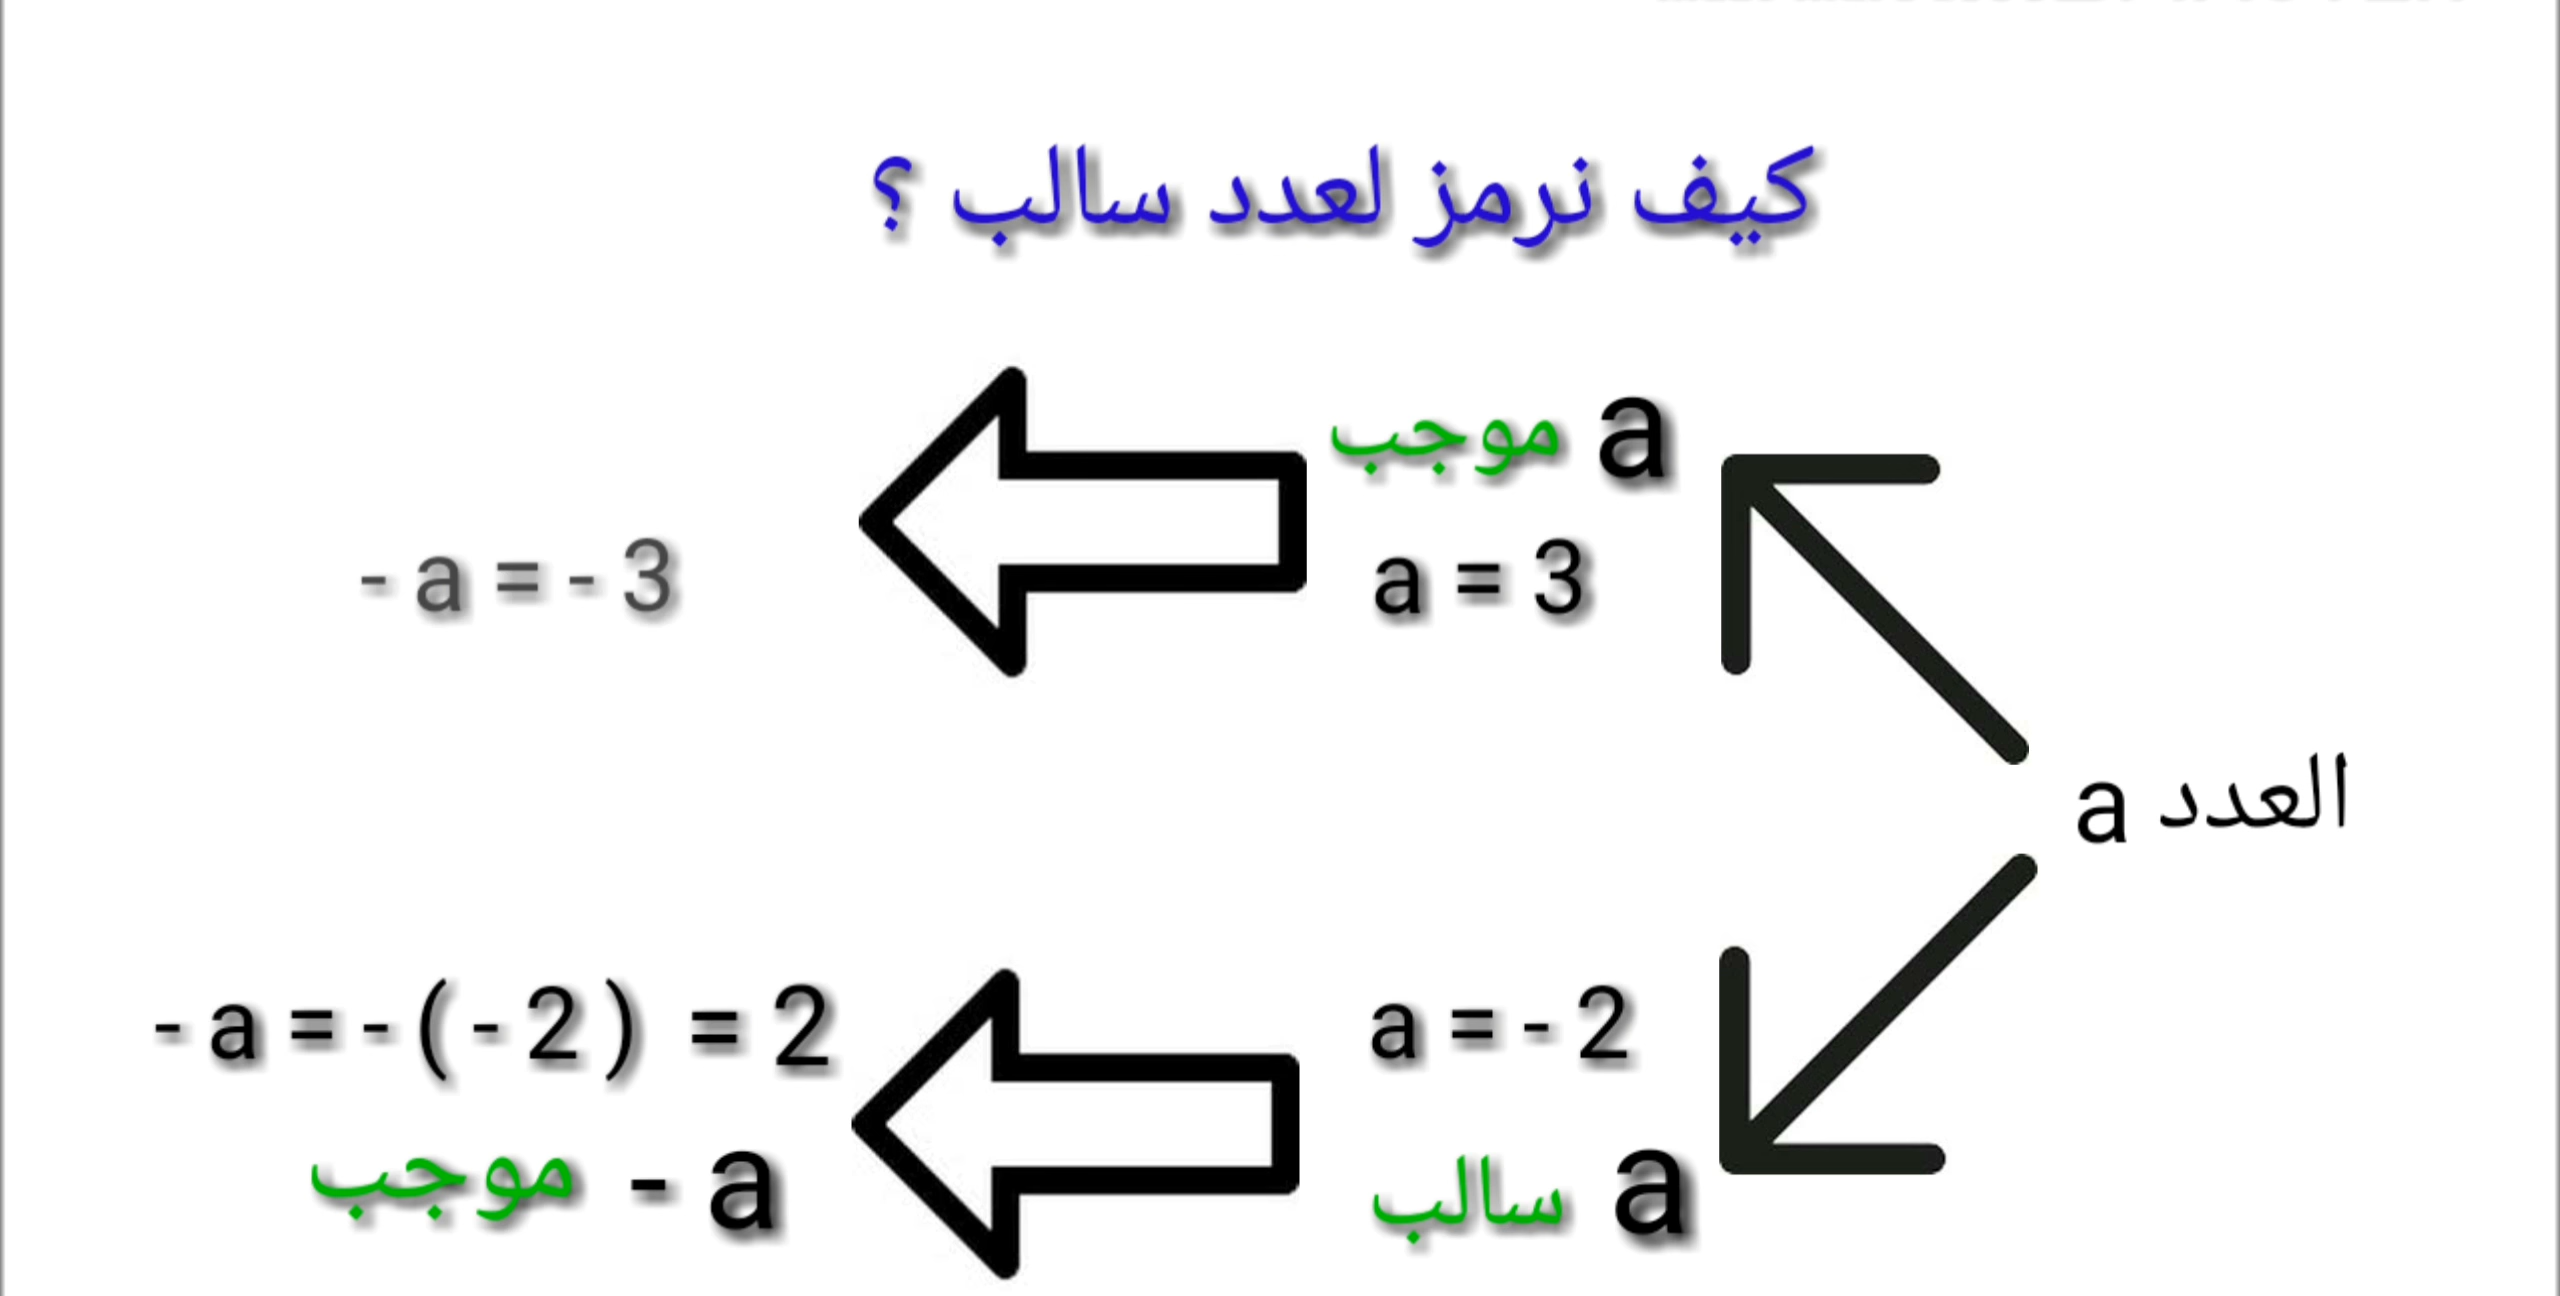 كيف نرمز لعدد سالب ؟
العدد a
a موجب
a = 3
- a = - 3
a = - 2
a سالب
- a = - ( - 2 ) = 2
- a موجب